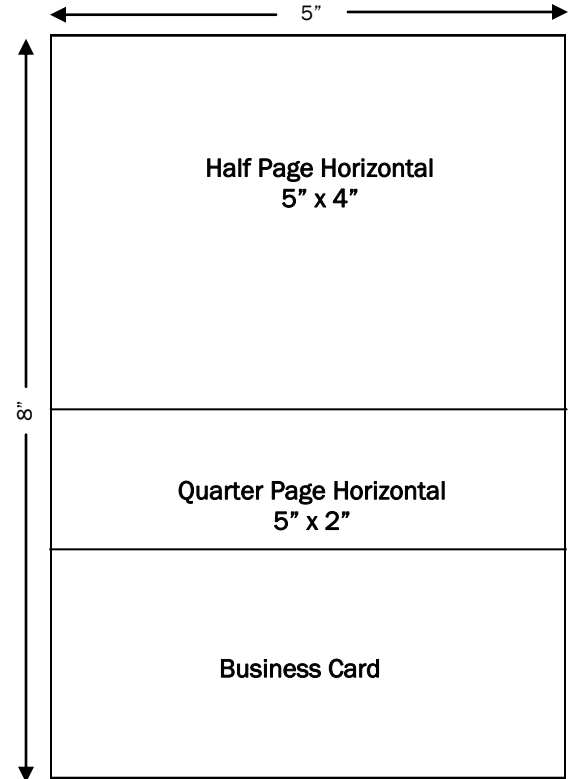 5”
Half Page Horizontal
5” x 4”
8”
Quarter Page Horizontal
5” x 2”
Business Card